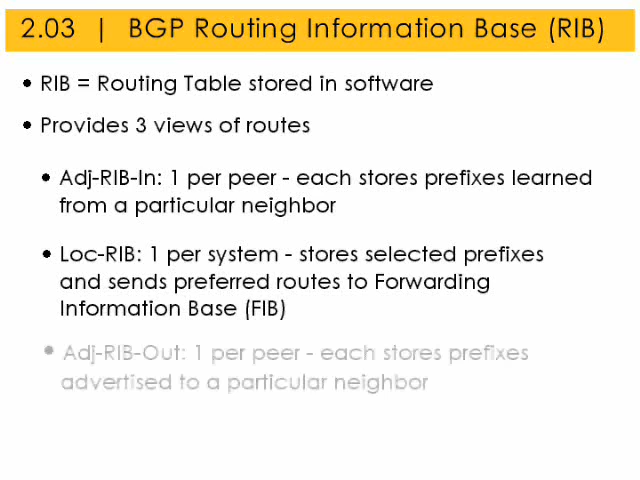 2.03 | BGP Routing Information Base (RIB)
• RIB = Routing Table stored in software
• Provides 3 views of routes
• Adj-RIB-In: 1 per peer - each stores prefixes learned
from a particular neighbor
• Loc-RIB: 1 per system - stores selected prefixes
and sends preferred routes to Forwarding
Information Base (FIB)
• Adj-RIB-Out: 1 per peer - each stores prefixes
advertised to a particular neighbor